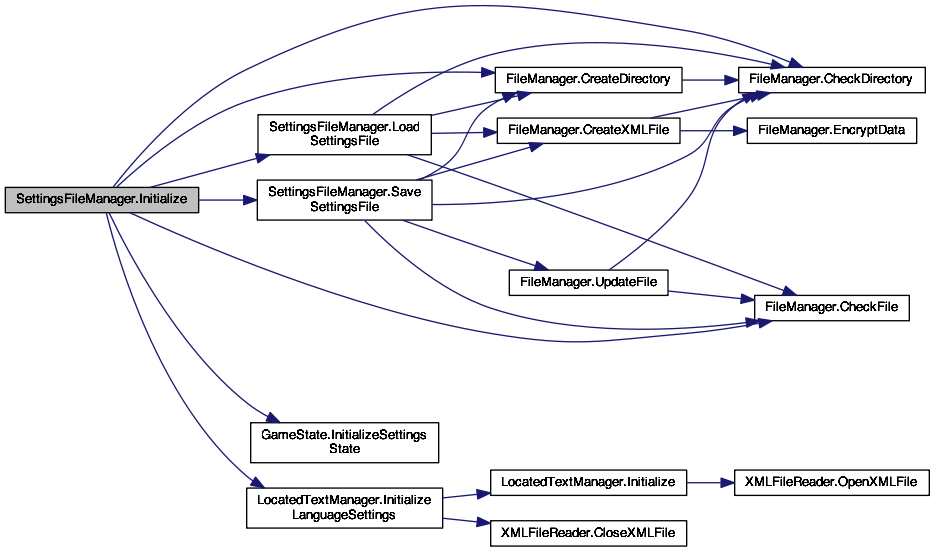 FileManager.CreateDirectory
FileManager.CheckDirectory
SettingsFileManager.Load
SettingsFile
FileManager.CreateXMLFile
FileManager.EncryptData
SettingsFileManager.Initialize
SettingsFileManager.Save
SettingsFile
FileManager.UpdateFile
FileManager.CheckFile
GameState.InitializeSettings
State
LocatedTextManager.Initialize
LanguageSettings
LocatedTextManager.Initialize
XMLFileReader.OpenXMLFile
XMLFileReader.CloseXMLFile